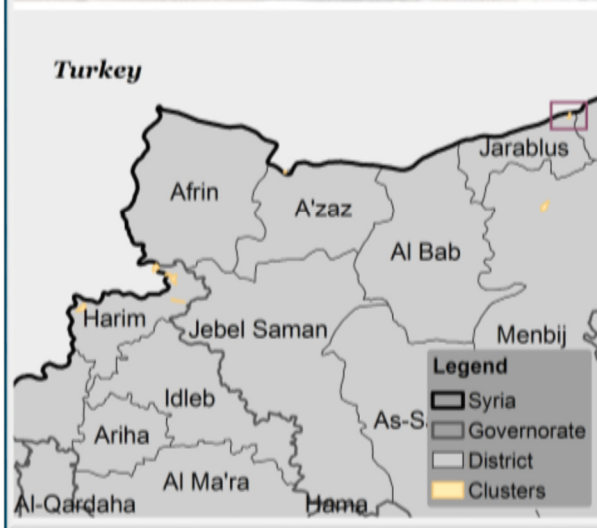 Turkey
Jarablus
Afrin
A'zaz
Al Bab
Harim
Jebel Saman
Menbij
Legend
Syria
Governorate
District
Clusters
Idleb
As-S
Ariha
Al Ma'ra
Al-Qardaha
Hama